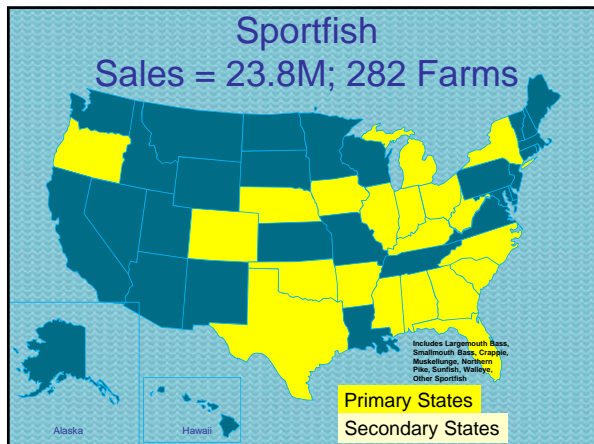 Sportfish
Sales = 23.8M; 282 Farms
Includes Largemouth Bass,
Smallmouth Bass, Crappie,
Muskellunge, Northern
Pike, Sunfish, Walleye,
Other Sportfish
Primary States
Secondary States
Alaska
Hawaii